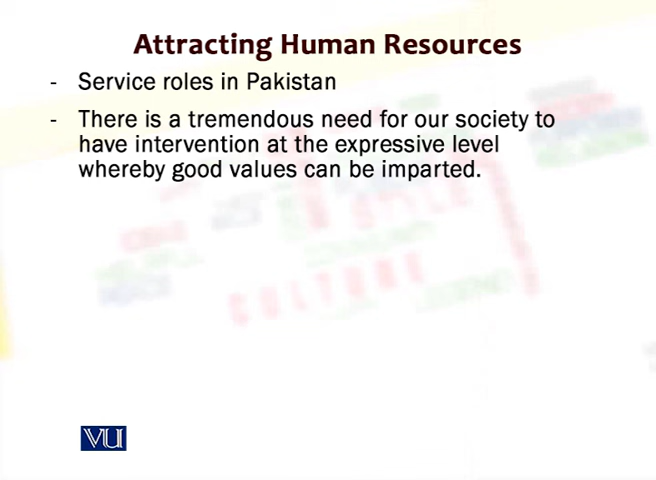 Attracting Human Resources
- Service roles in Pakistan
- There is a tremendous need for our society to
have intervention at the expressive level
whereby good values can be imparted.
CULTURE
VU